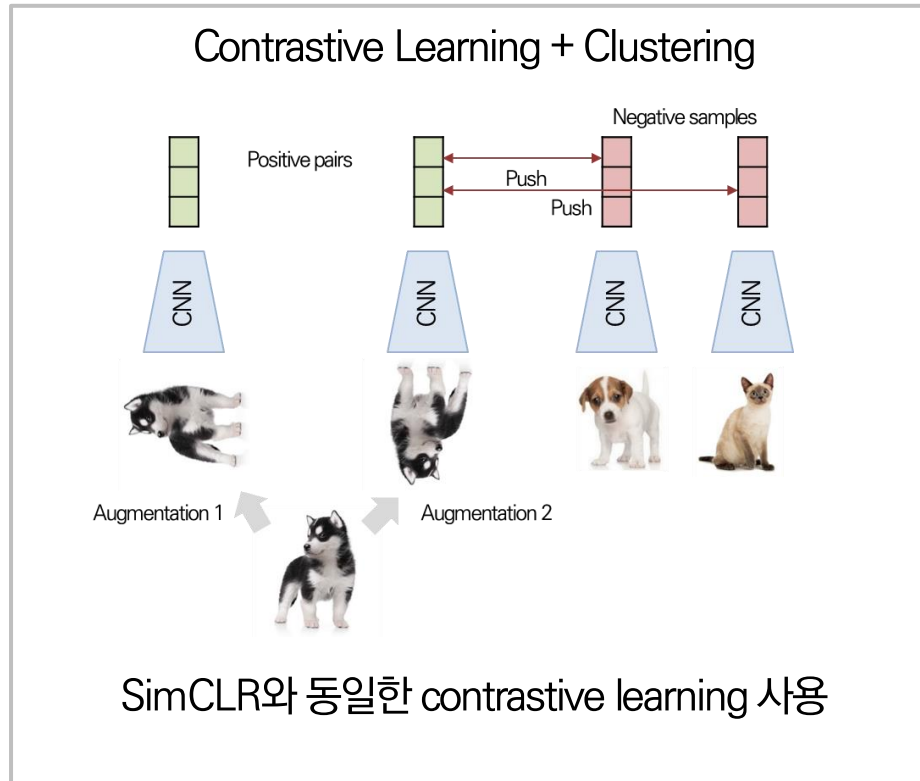 Contrastive Learning + Clustering
Negative samples
Positive pairs
Push
Push
CNN
CNN
CNN
CNN
Augmentation 1
Augmentation 2
SimCLR와 동일한 contrastive learning 사용